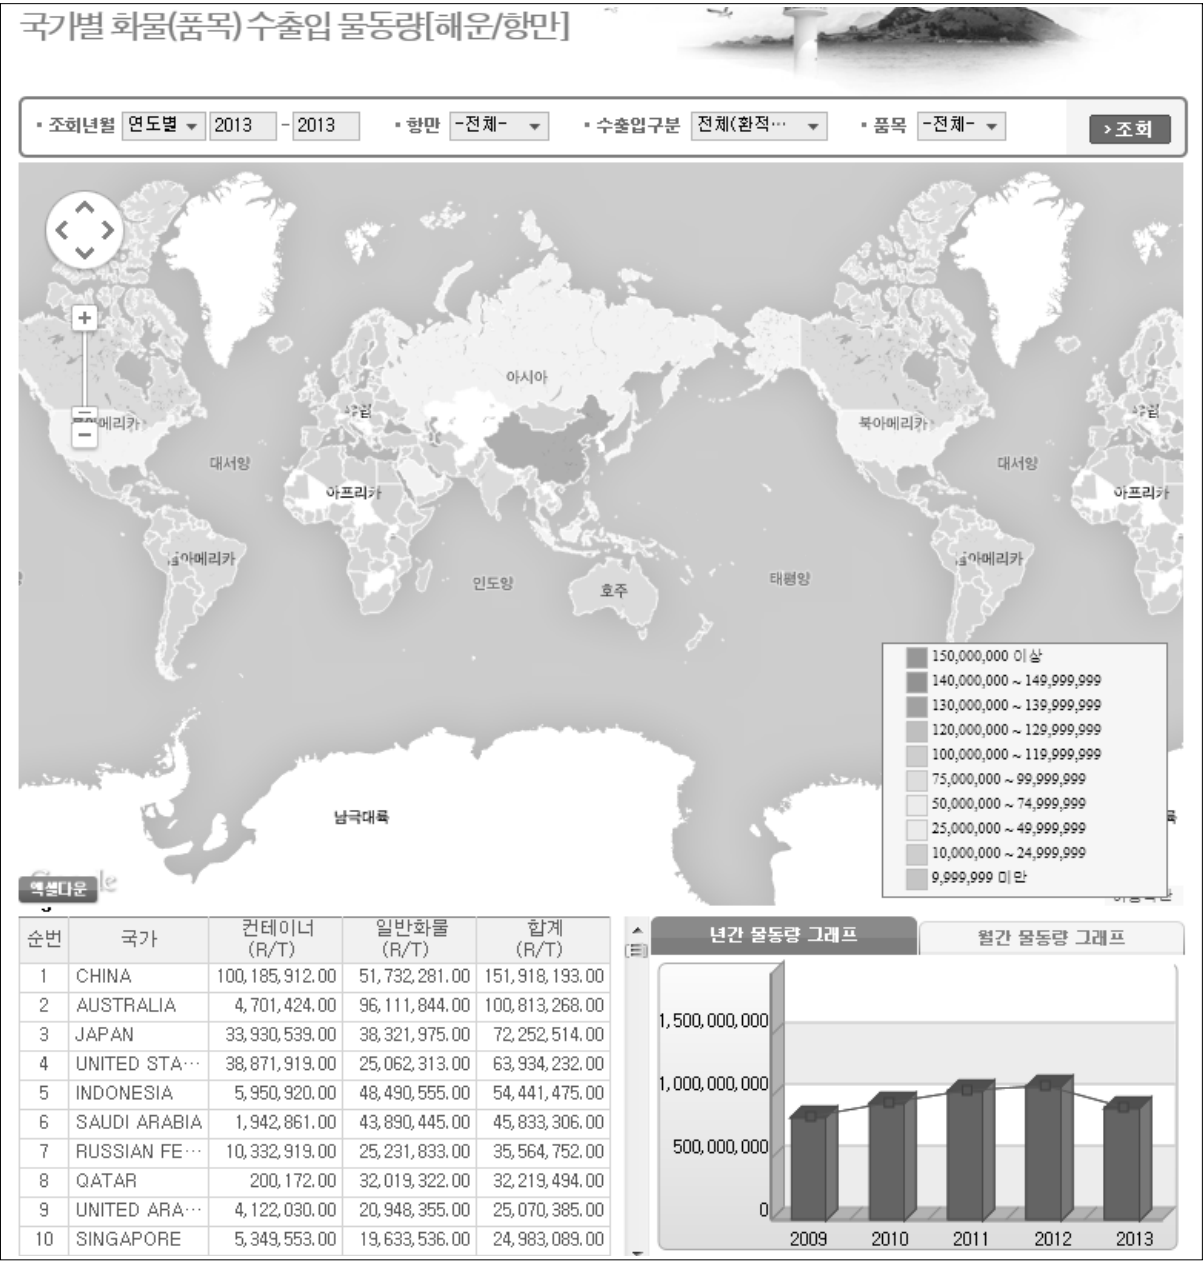 국가별 화물(품목) 수출입 물동량[해운/항만]
▪ 조회년월 연도별 2013 - 2013 ▪ 항만 -전체- ▪ 수출입구분 전체(환적… ▪ 품목 -전체- > 조회
아시아
북아메리카 북아메리카
대서양 대서양
아프리카 아프리카
남아메리카 남아메리카
인도양 호주 태평양
150,000,000 이상
140,000,000 ~ 149,999,999
130,000,000 ~ 139,999,999
120,000,000 ~ 129,999,999
100,000,000 ~ 119,999,999
75,000,000 ~ 99,999,999
50,000,000 ~ 74,999,999
25,000,000 ~ 49,999,999
10,000,000 ~ 24,999,999
9,999,999 미만
남극대륙
엑셀다운
순번 국가 컨테이너 (R/T) 일반화물 (R/T) 합계 (R/T)
1 CHINA 100,185,912.00 51,732,281.00 151,918,193.00
2 AUSTRALIA 4,701,424.00 96,111,844.00 100,813,268.00
3 JAPAN 33,930,539.00 38,321,975.00 72,252,514.00
4 UNITED STA… 38,871,919.00 25,062,313.00 63,934,232.00
5 INDONESIA 5,950,920.00 48,490,555.00 54,441,475.00
6 SAUDI ARABIA 1,942,861.00 43,890,445.00 45,833,306.00
7 RUSSIAN FE… 10,332,919.00 25,231,833.00 35,564,752.00
8 QATAR 200,172.00 32,019,322.00 32,219,494.00
9 UNITED ARA… 4,122,030.00 20,948,355.00 25,070,385.00
10 SINGAPORE 5,349,553.00 19,633,536.00 24,983,089.00
년간 물동량 그래프 월간 물동량 그래프
1,500,000,000
1,000,000,000
500,000,000
0
2009 2010 2011 2012 2013